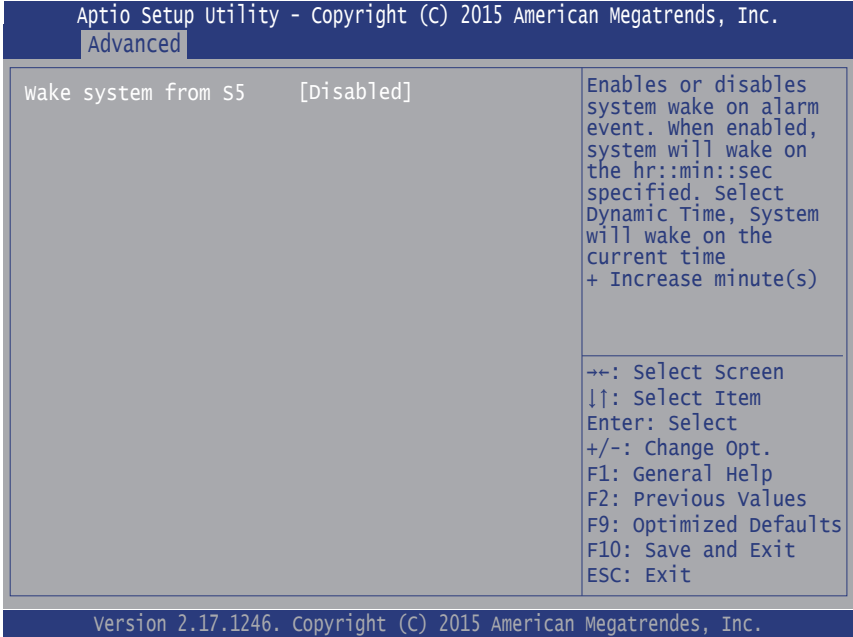 Aptio Setup Utility - Copyright (C) 2015 American Megatrends, Inc.
Advanced
Wake system from S5 [Disabled]
Enables or disables
system wake on alarm
event. When enabled,
system will wake on
the hr::min::sec
specified. Select
Dynamic Time, System
will wake on the
current time
+ Increase minute(s)
→←: Select Screen
↓↑: Select Item
Enter: Select
+/-: Change Opt.
F1: General Help
F2: Previous Values
F9: Optimized Defaults
F10: Save and Exit
ESC: Exit
Version 2.17.1246. Copyright (C) 2015 American Megatrendes, Inc.